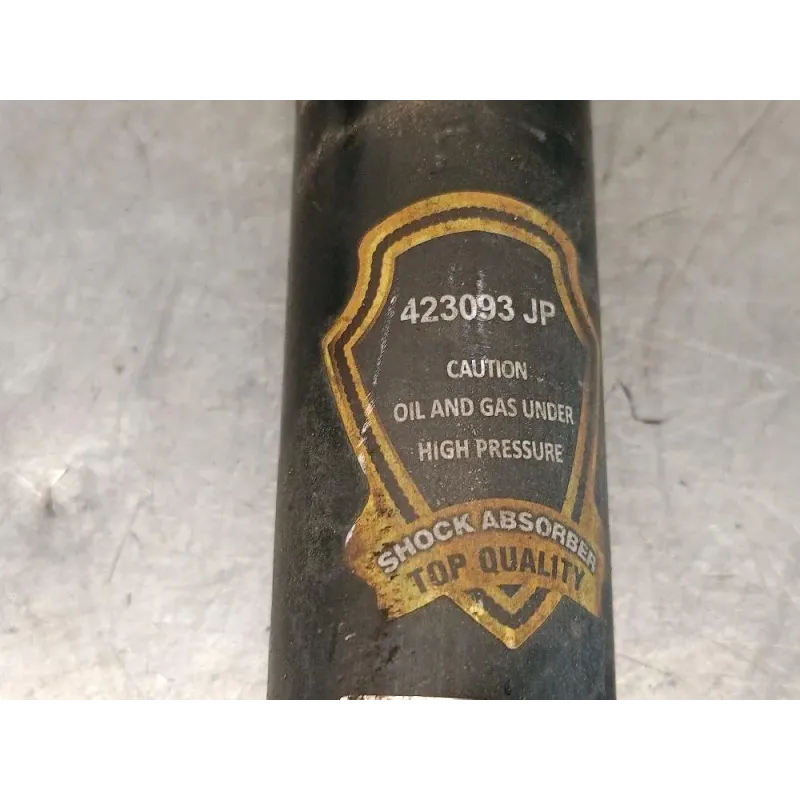 423093 JP
CAUTION
OIL AND GAS UNDER
HIGH PRESSURE
SHOCK ABSORBER
TOP QUALITY